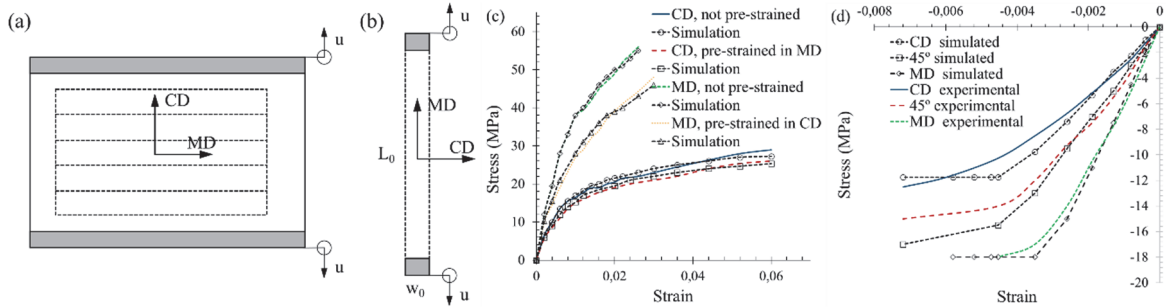 (a)
u
CD
MD
u
(b)
u
MD
L0
CD
w0
u
(c)
60
50
40
30
20
10
0
Stress (MPa)
CD, not pre-strained
Simulation
CD, pre-strained in MD
Simulation
MD, not pre-strained
Simulation
MD, pre-strained in CD
Simulation
0
0,02
0,04
0,06
Strain
(d)
-0,008
-0,006
-0,004
-0,002
0
CD simulated
45º simulated
MD simulated
CD experimental
45º experimental
MD experimental
Stress (MPa)
0
-2
-4
-6
-8
-10
-12
-14
-16
-18
-20
Strain